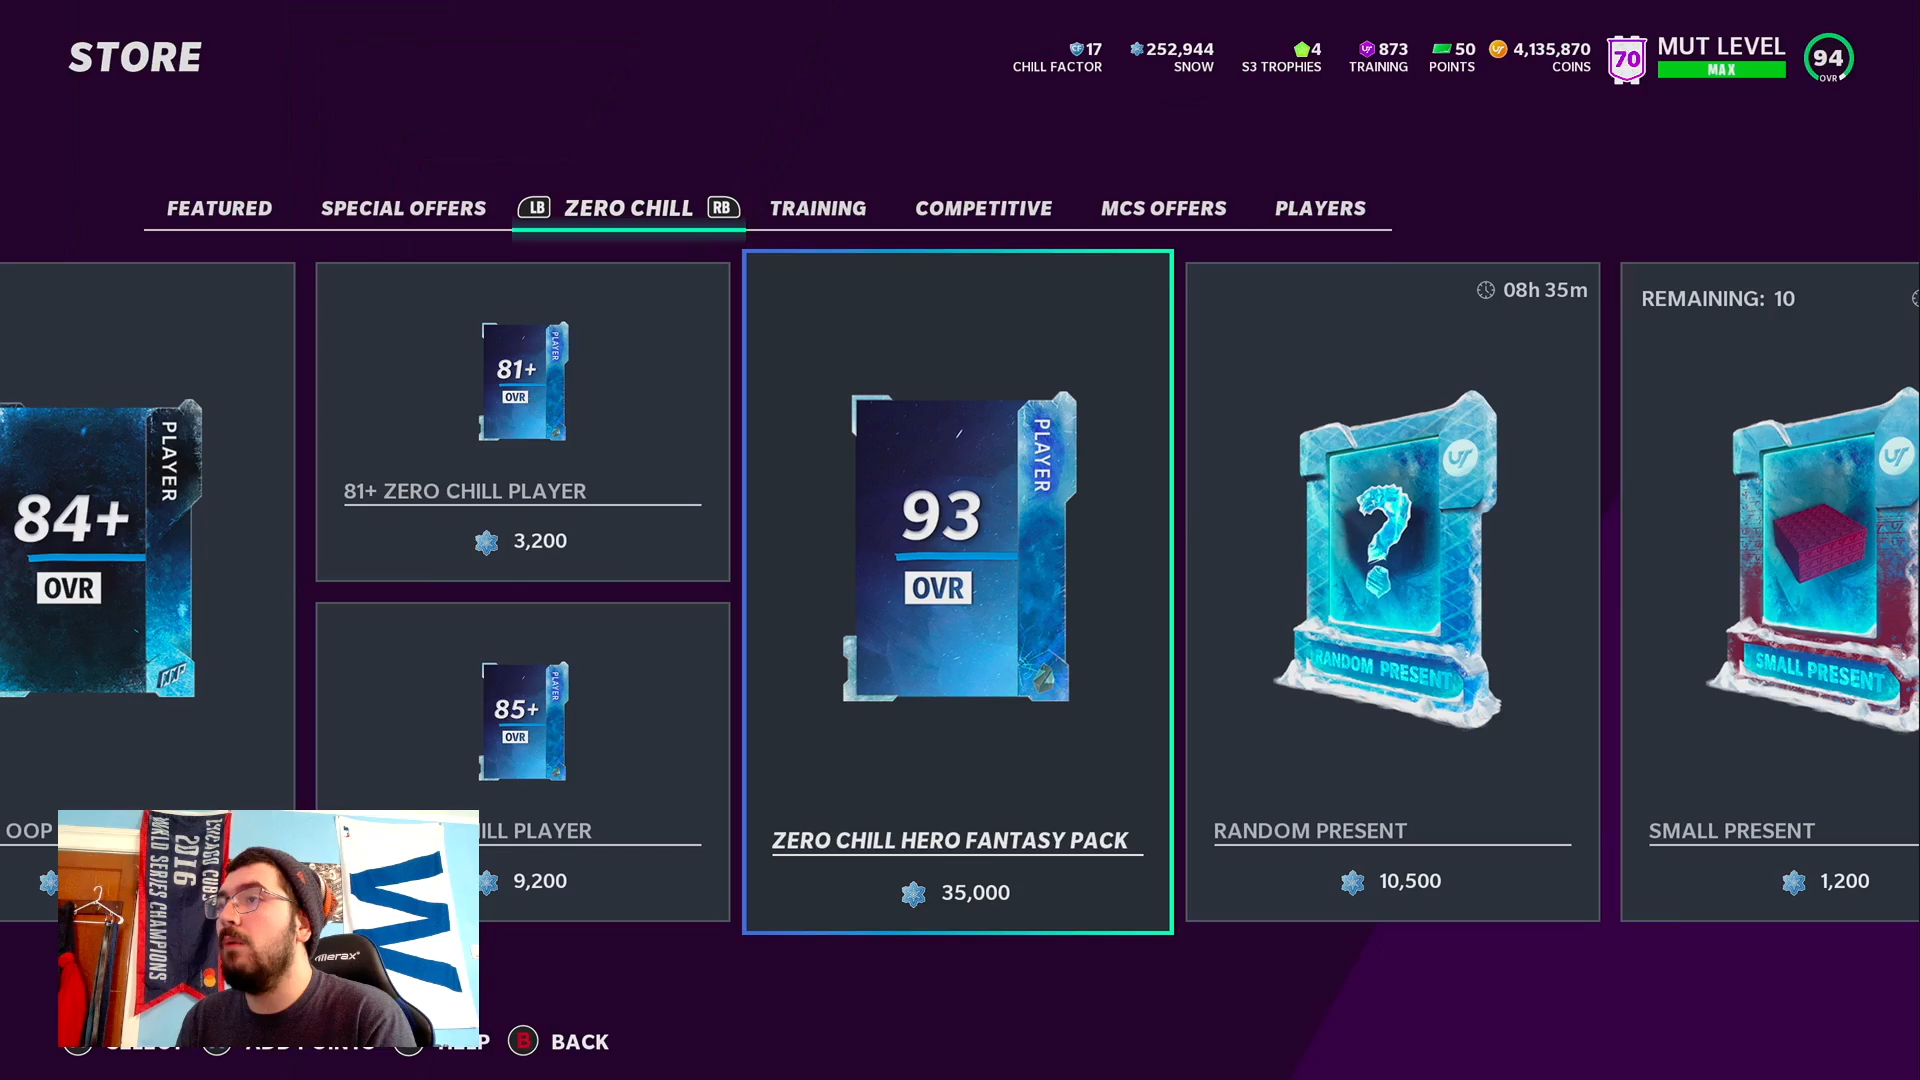 STORE
17
CHILL FACTOR
252,944
SNOW
4
S3 TROPHIES
873
TRAINING
50
POINTS
4,135,870
COINS
70
MUT LEVEL
MAX
94
OVR
FEATURED
SPECIAL OFFERS
LB
ZERO CHILL
RB
TRAINING
COMPETITIVE
MCS OFFERS
PLAYERS
84+
OVR
PLAYER
OOP
81+
OVR
PLAYER
81+ ZERO CHILL PLAYER
3,200
85+
OVR
PLAYER
ILL PLAYER
9,200
93
OVR
PLAYER
ZERO CHILL HERO FANTASY PACK
35,000
08h 35m
UT
?
RANDOM PRESENT
RANDOM PRESENT
10,500
REMAINING: 10
UT
SMALL PRESENT
SMALL PRESENT
1,200
CHICAGO CUBS
2016
WORLD SERIES CHAMPIONS
W
B
BACK